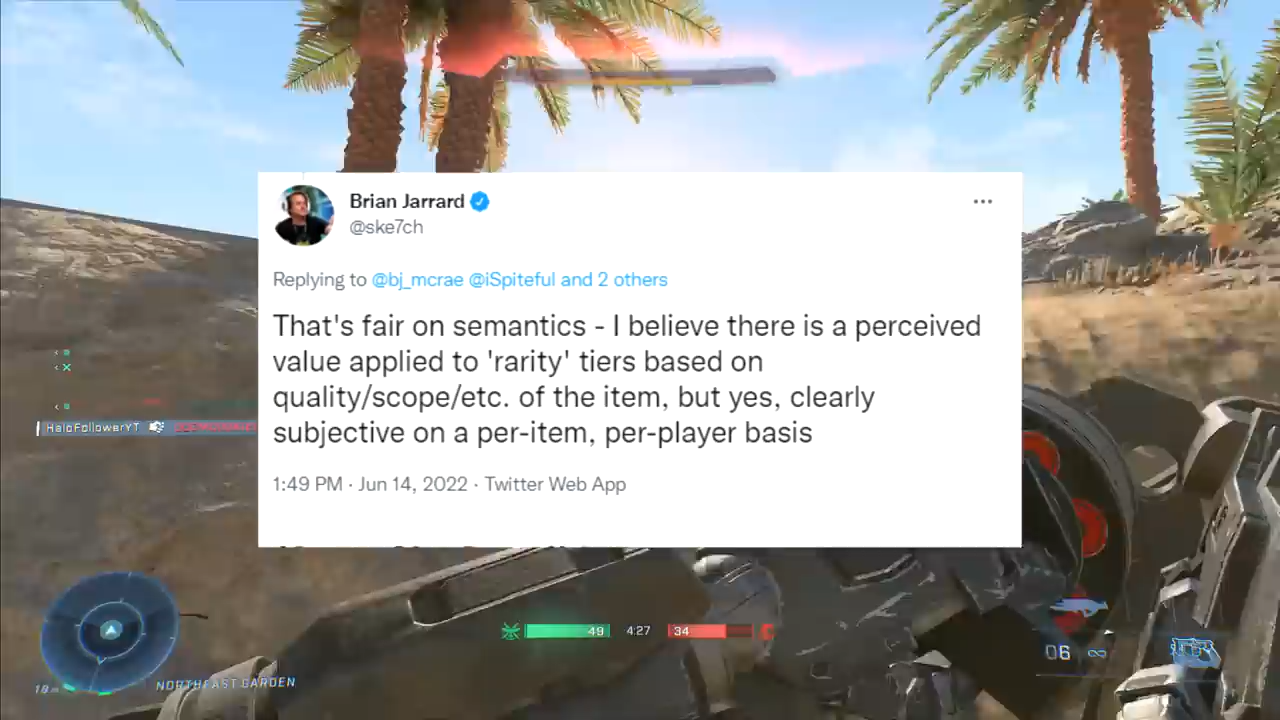 Brian Jarrard
@ske7ch
Replying to @bj_mcrae @iSpiteful and 2 others
That's fair on semantics - I believe there is a perceived
value applied to 'rarity' tiers based on
quality/scope/etc. of the item, but yes, clearly
subjective on a per-item, per-player basis
1:49 PM · Jun 14, 2022 · Twitter Web App
HaloFollowerYT
49 4:27 34
06 ∞
18m
NORTHEAST GARDEN